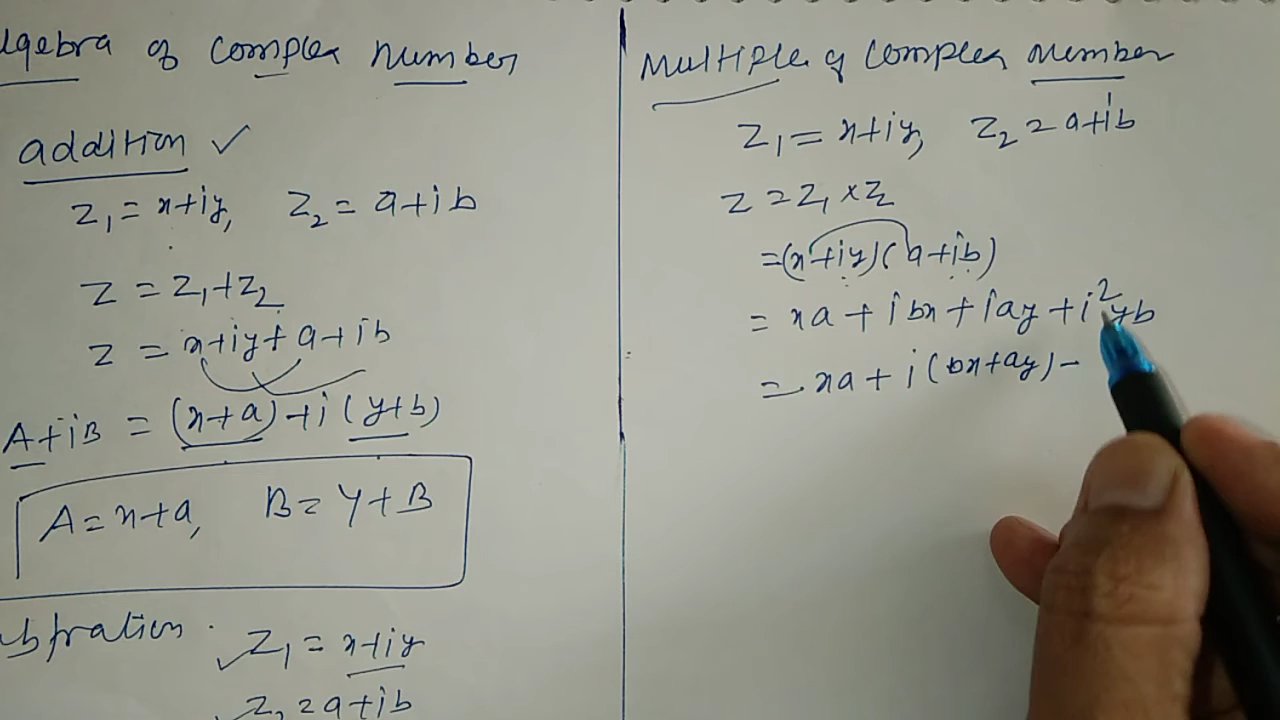 lgebra of Complex Number
addition ✓
Z₁ = x+iy, Z₂ = a+ib
Z = Z₁+Z₂
Z = x+iy+a+ib
A+iB = (x+a)+i(y+b)
A=x+a, B=Y+B
ubtration.
Z₁ = x+iy
Z₂ = a+ib
Multiple of Complex Number
Z₁ = x+iy, Z₂ = a+ib
Z = Z₁ × Z₂
=(x+iy)(a+ib)
= xa + ibx + iay + i²yb
= xa + i(bx+ay) -